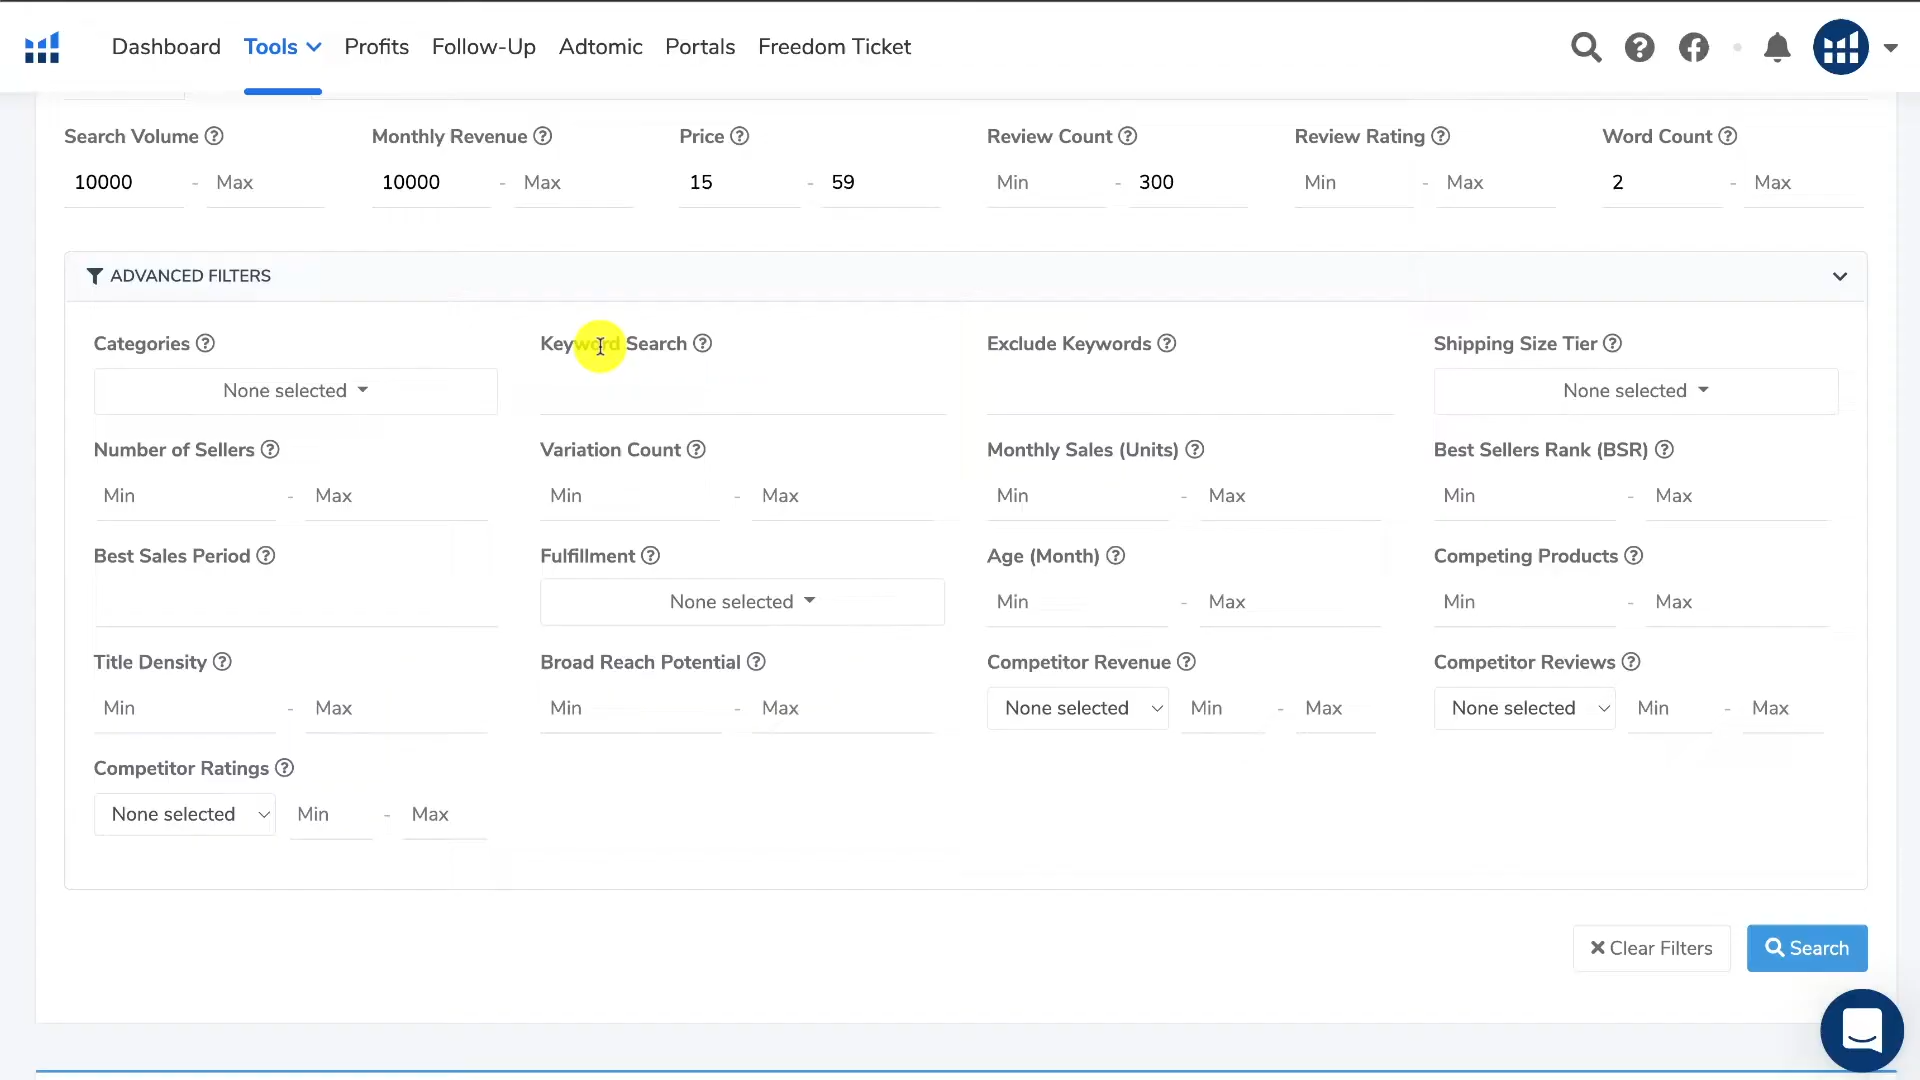 Dashboard Tools Profits Follow-Up Adtomic Portals Freedom Ticket
Search Volume Monthly Revenue Price Review Count Review Rating Word Count
10000 - Max 10000 - Max 15 - 59 Min - 300 Min - Max 2 - Max
ADVANCED FILTERS
Categories Keyword Search Exclude Keywords Shipping Size Tier
None selected None selected
Number of Sellers Variation Count Monthly Sales (Units) Best Sellers Rank (BSR)
Min - Max Min - Max Min - Max Min - Max
Best Sales Period Fulfillment Age (Month) Competing Products
None selected Min - Max Min - Max
Title Density Broad Reach Potential Competitor Revenue Competitor Reviews
Min - Max Min - Max None selected Min - Max None selected Min - Max
Competitor Ratings
None selected Min - Max
Clear Filters Search